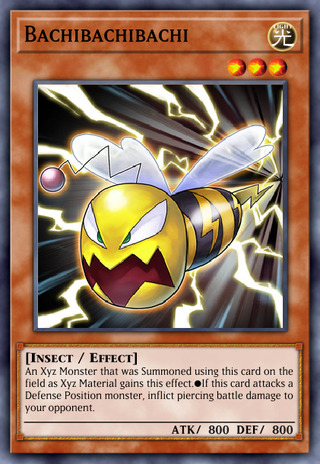 Bachibachibachi
LIGHT
光
[Insect / Effect]
An Xyz Monster that was Summoned using this card on the
field as Xyz Material gains this effect.●If this card attacks a
Defense Position monster, inflict piercing battle damage to
your opponent.
ATK/ 800 DEF/ 800